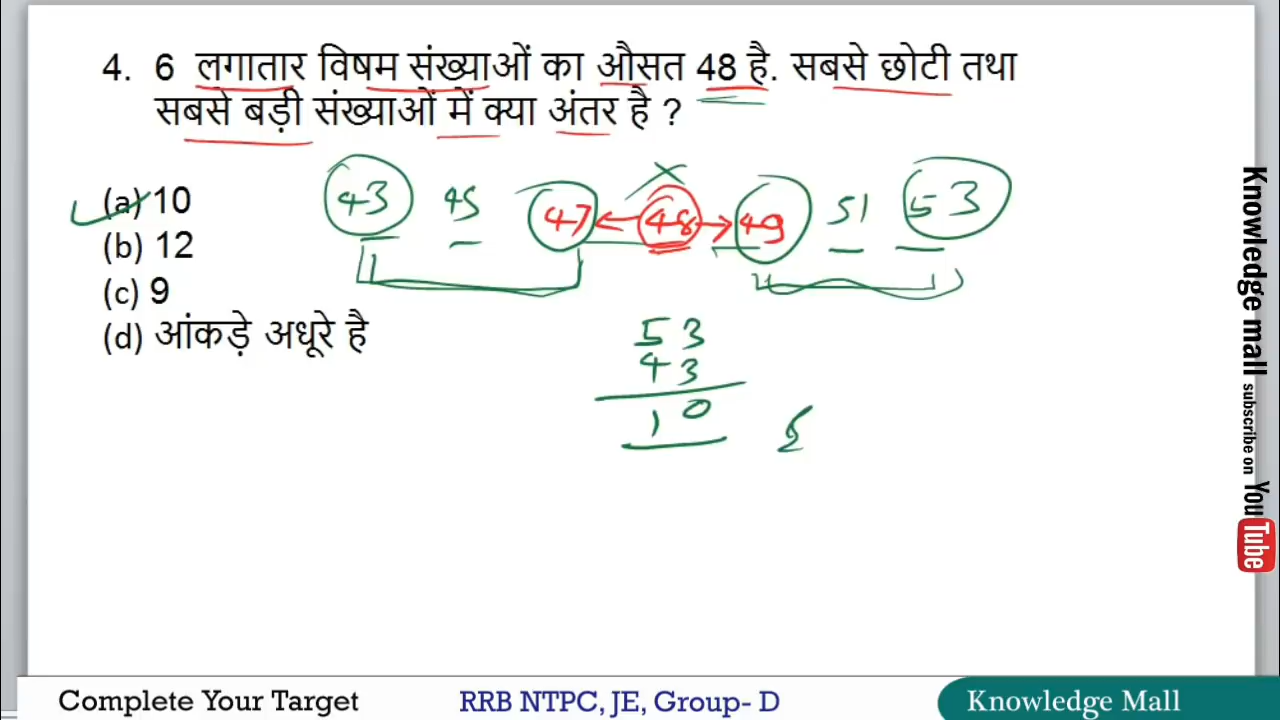 4. 6 लगातार विषम संख्याओं का औसत 48 है. सबसे छोटी तथा
सबसे बड़ी संख्याओं में क्या अंतर है ?
(a) 10
(b) 12
(c) 9
(d) आंकड़े अधूरे है
43 45 47 48 49 51 53
53
43
10
Knowledge mall subscribe on YouTube
Complete Your Target RRB NTPC, JE, Group- D Knowledge Mall